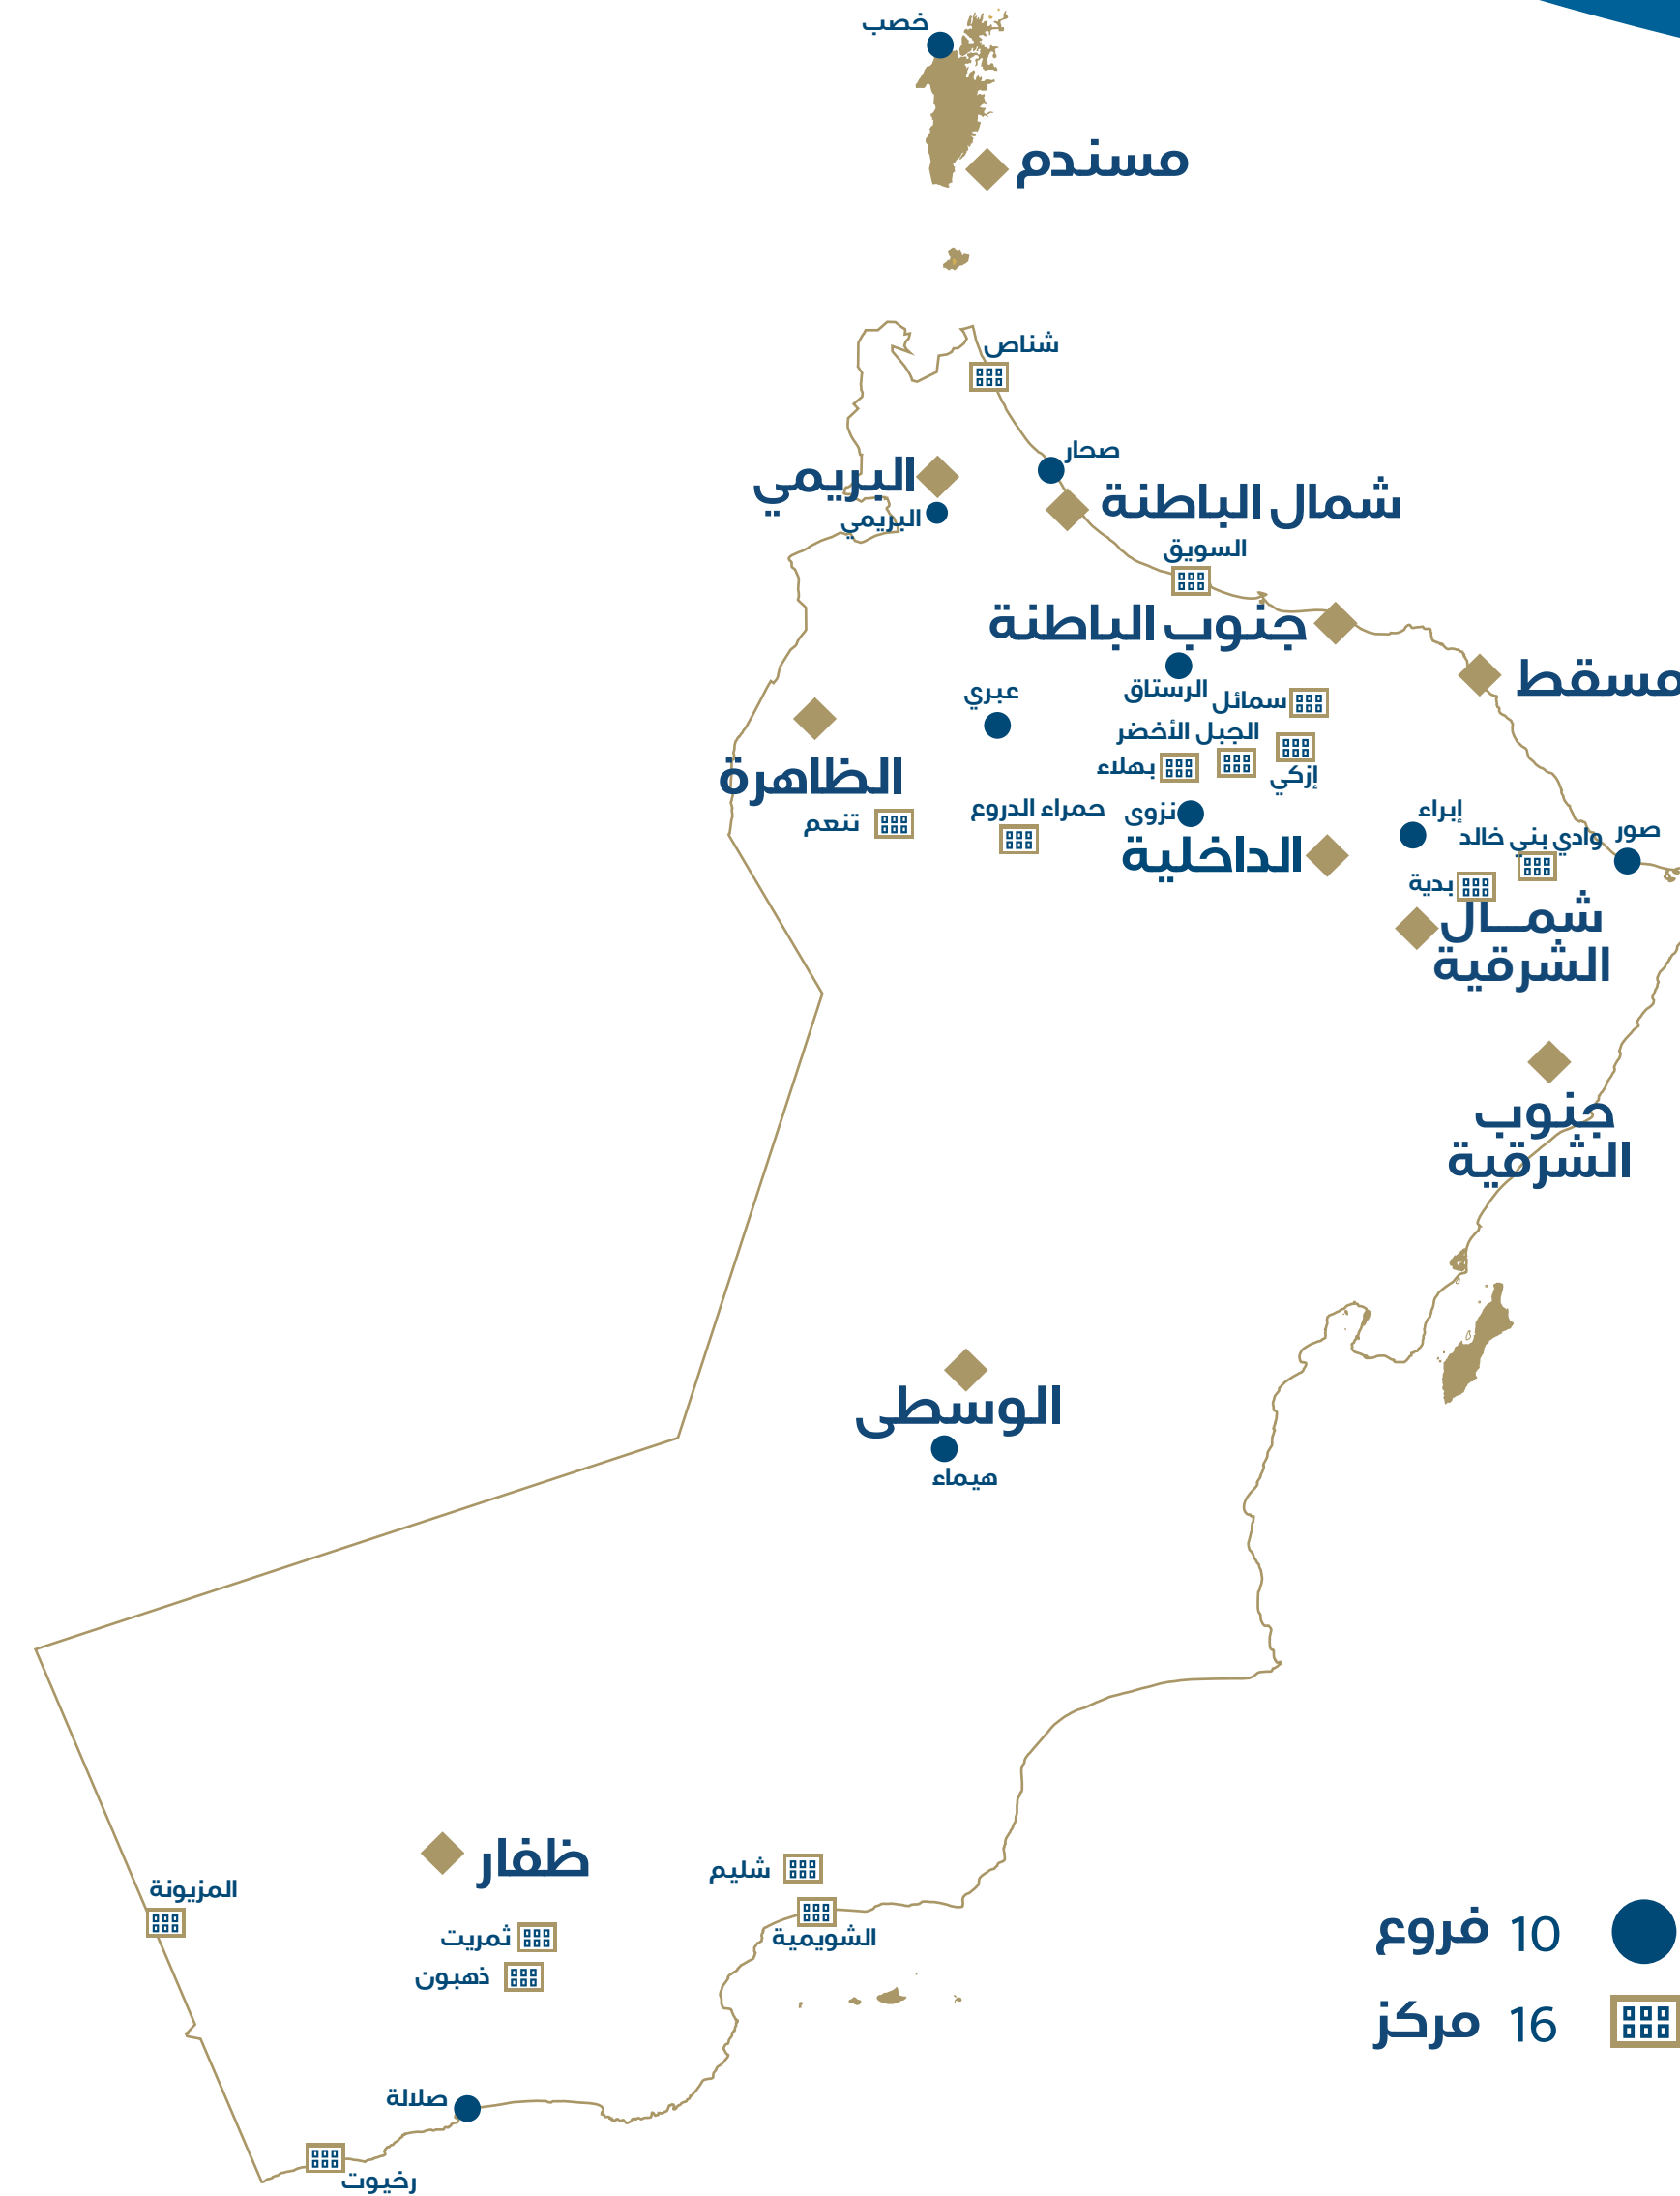 خصب
مسندم
شناص
صحار
البريمي
شمال الباطنة
البريمي
السويق
جنوب الباطنة
مسقط
الرستاق
سمائل
عبري
الجبل الأخضر
بهلاء
إزكي
الظاهرة
تنعم
حمراء الدروع
نزوى
إبراء
صور
وادي بني خالد
الداخلية
بدية
شمـــال
الشرقية
جنوب
الشرقية
الوسطى
هيماء
ظفار
شليم
المزيونة
الشويمية
ثمريت
ذهبون
10 فروع
16 مركز
صلالة
رخيوت